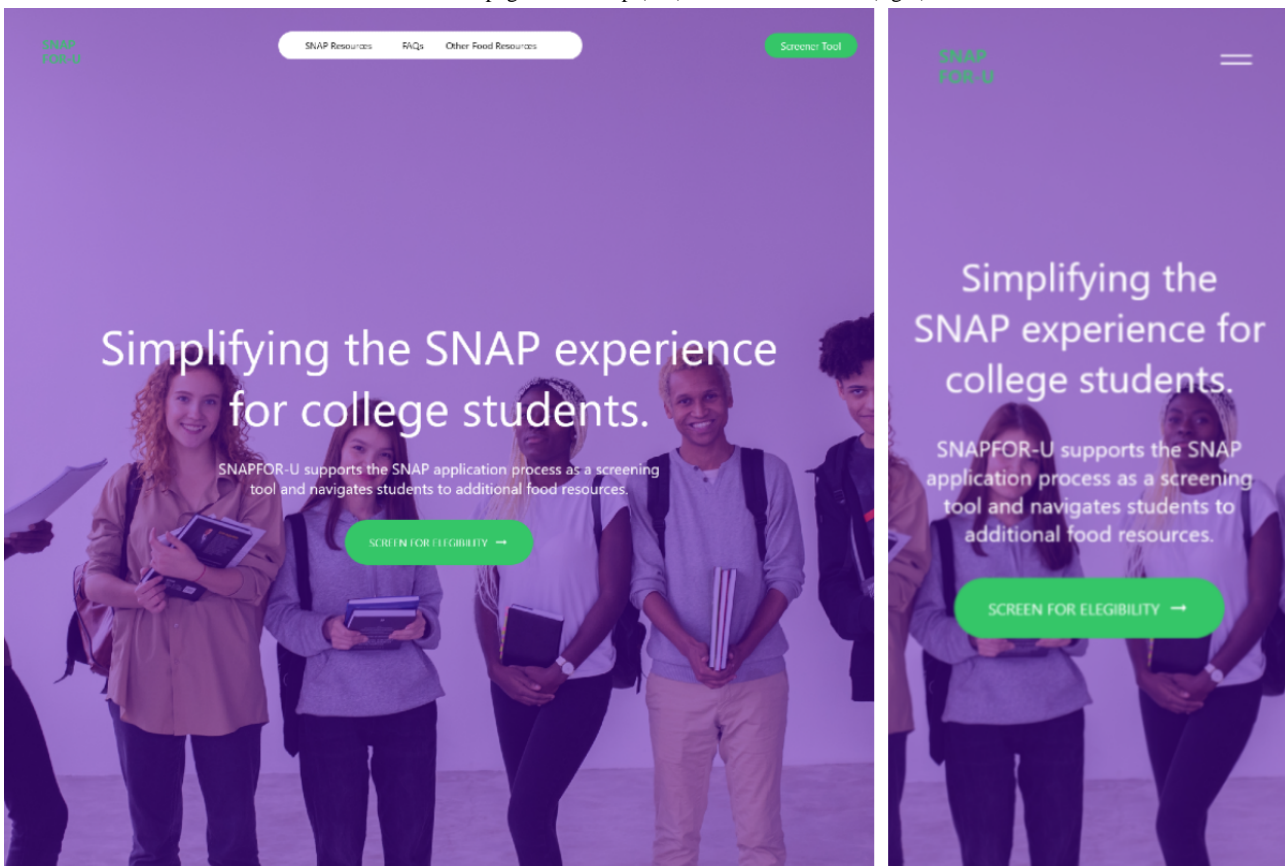 SNAP
FOR-U
SNAP Resources FAQs Other Food Resources
Screener Tool
Simplifying the SNAP experience
for college students.
SNAPFOR-U supports the SNAP application process as a screening
tool and navigates students to additional food resources.
SCREEN FOR ELEGIBILITY →
SNAP
FOR-U
Simplifying the
SNAP experience for
college students.
SNAPFOR-U supports the SNAP
application process as a screening
tool and navigates students to
additional food resources.
SCREEN FOR ELEGIBILITY →